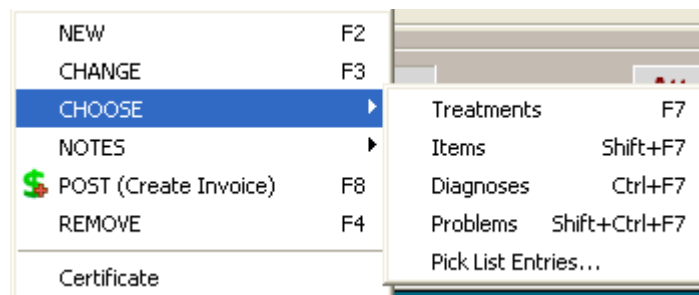 NEW F2
CHANGE F3
CHOOSE
NOTES
POST (Create Invoice) F8
REMOVE F4
Certificate
Treatments F7
Items Shift+F7
Diagnoses Ctrl+F7
Problems Shift+Ctrl+F7
Pick List Entries...